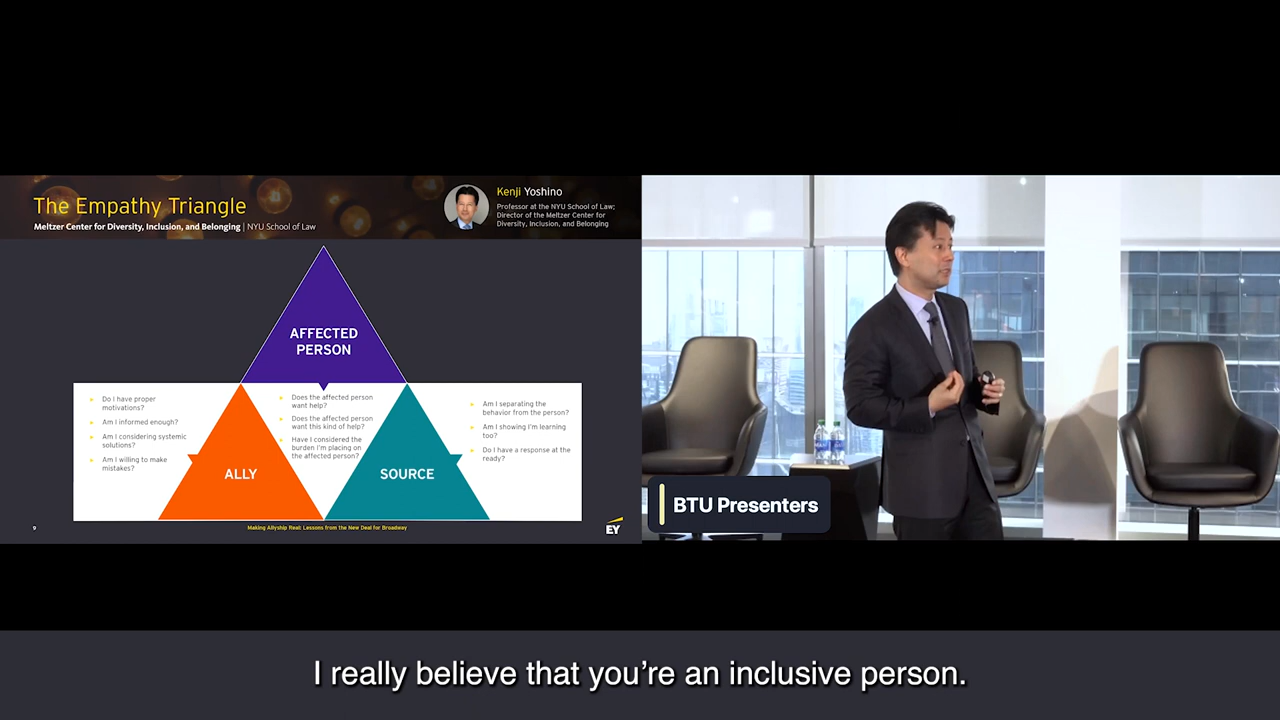 The Empathy Triangle
Meltzer Center for Diversity, Inclusion, and Belonging | NYU School of Law
Kenji Yoshino
Professor at the NYU School of Law;
Director of the Meltzer Center for
Diversity, Inclusion, and Belonging
AFFECTED
PERSON
Do I have proper
motivations?
Am I informed enough?
Am I considering systemic
solutions?
Am I willing to make
mistakes?
Does the affected person
want help?
Does the affected person
want this kind of help?
Have I considered the
burden I'm placing on
the affected person?
Am I separating the
behavior from the person?
Am I showing I'm learning
too?
Do I have a response at the
ready?
ALLY
SOURCE
9
Making Allyship Real: Lessons from the New Deal for Broadway
EY
BTU Presenters
I really believe that you're an inclusive person.